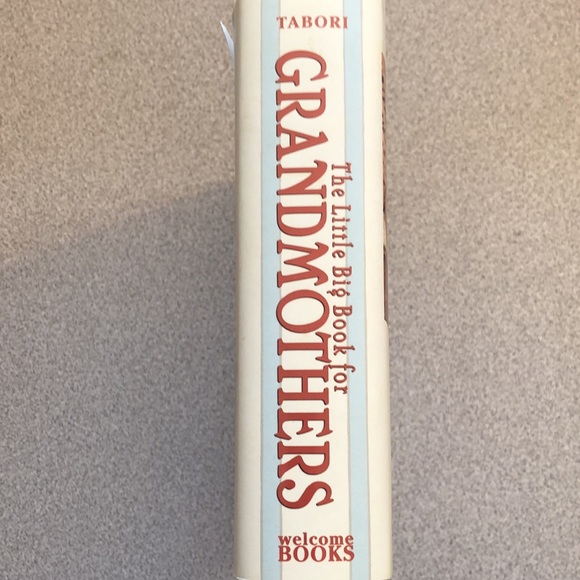 TABORI
The Little Big Book for
GRANDMOTHERS
welcome
BOOKS